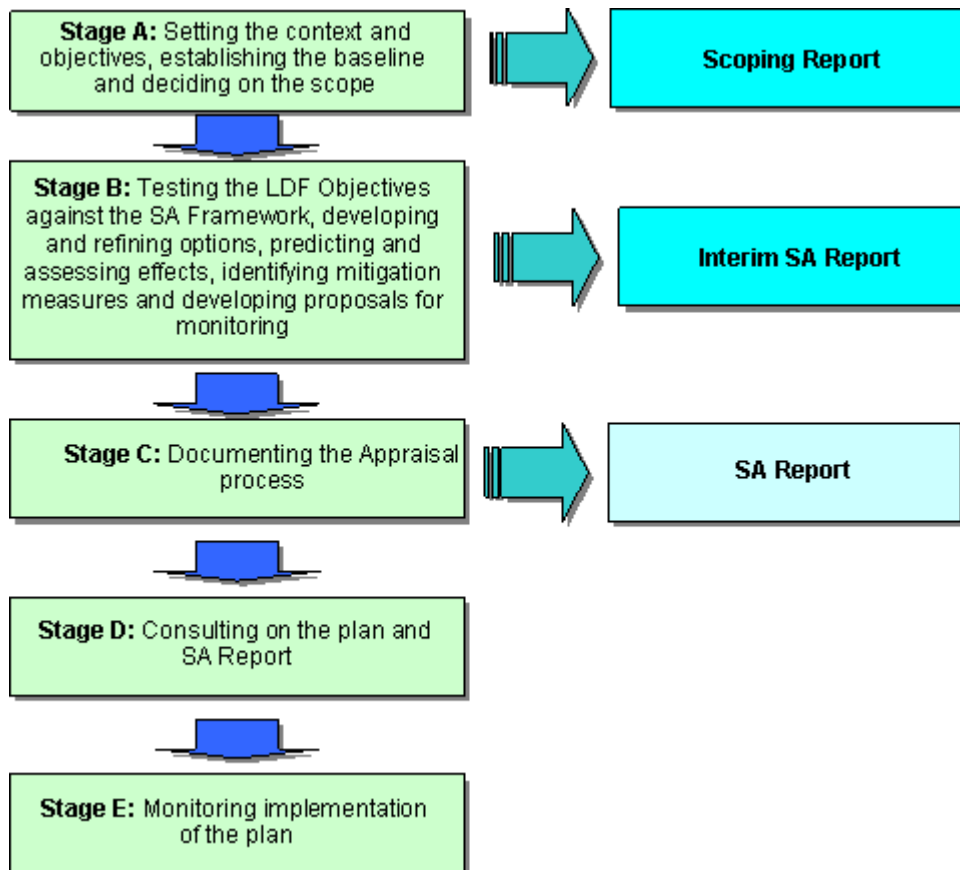 Stage A: Setting the context and
objectives, establishing the baseline
and deciding on the scope
Scoping Report
Stage B: Testing the LDF Objectives
against the SA Framework, developing
and refining options, predicting and
assessing effects, identifying mitigation
measures and developing proposals for
monitoring
Interim SA Report
Stage C: Documenting the Appraisal
process
SA Report
Stage D: Consulting on the plan and
SA Report
Stage E: Monitoring implementation
of the plan